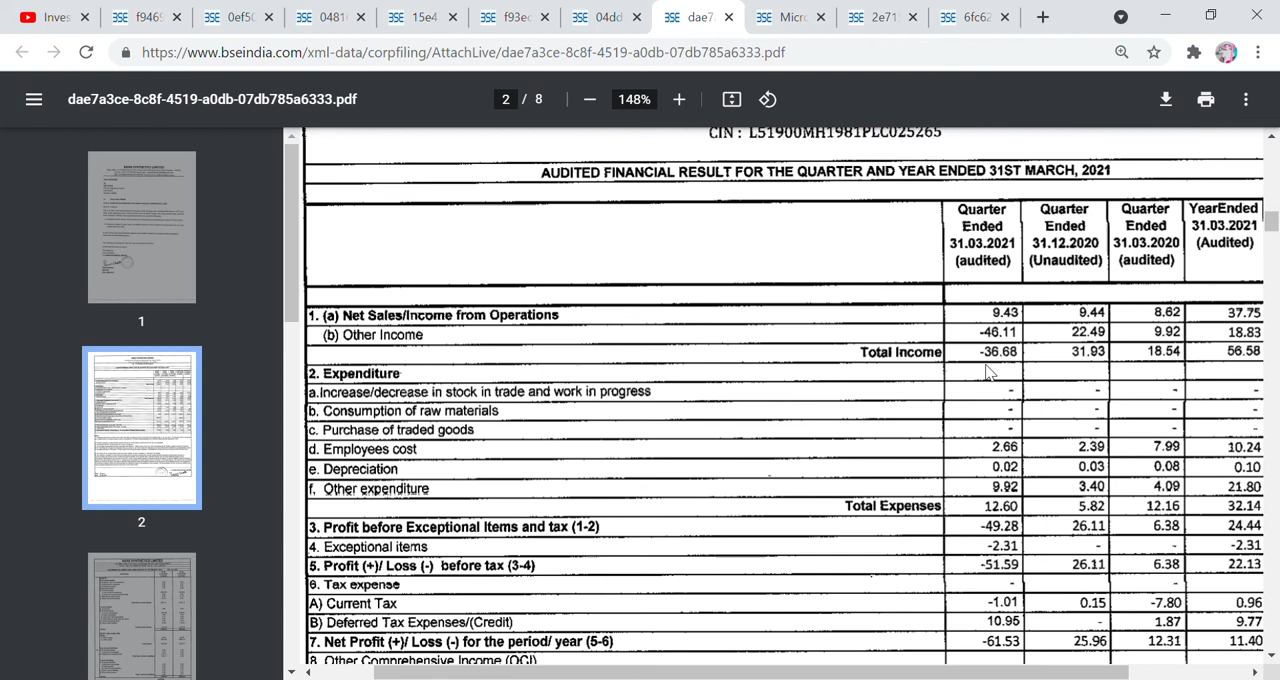 Inves f9469 0ef50 0481 15e4 f93ec 04dd dae7 Micro 2e71 6fc62
https://www.bseindia.com/xml-data/corpfiling/AttachLive/dae7a3ce-8c8f-4519-a0db-07db785a6333.pdf
dae7a3ce-8c8f-4519-a0db-07db785a6333.pdf 2 / 8 148%
CIN : L51900MH1981PLC025265
AUDITED FINANCIAL RESULT FOR THE QUARTER AND YEAR ENDED 31ST MARCH, 2021
Quarter Quarter Quarter YearEnded
Ended Ended Ended 31.03.2021
31.03.2021 31.12.2020 31.03.2020 (Audited)
(audited) (Unaudited) (audited)
1. (a) Net Sales/Income from Operations 9.43 9.44 8.62 37.75
(b) Other Income -46.11 22.49 9.92 18.83
Total Income -36.68 31.93 18.54 56.58
2. Expenditure
a.Increase/decrease in stock in trade and work in progress - - - -
b. Consumption of raw materials - - - -
c. Purchase of traded goods - - - -
d. Employees cost 2.66 2.39 7.99 10.24
e. Depreciation 0.02 0.03 0.08 0.10
f. Other expenditure 9.92 3.40 4.09 21.80
Total Expenses 12.60 5.82 12.16 32.14
3. Profit before Exceptional Items and tax (1-2) -49.28 26.11 6.38 24.44
4. Exceptional items -2.31 - - -2.31
5. Profit (+)/ Loss (-) before tax (3-4) -51.59 26.11 6.38 22.13
6. Tax expense - -
A) Current Tax -1.01 0.15 -7.80 0.96
B) Deferred Tax Expenses/(Credit) 10.95 - 1.87 9.77
7. Net Profit (+)/ Loss (-) for the period/ year (5-6) -61.53 25.96 12.31 11.40
8. Other Comprehensive Income (OCI)
1
2